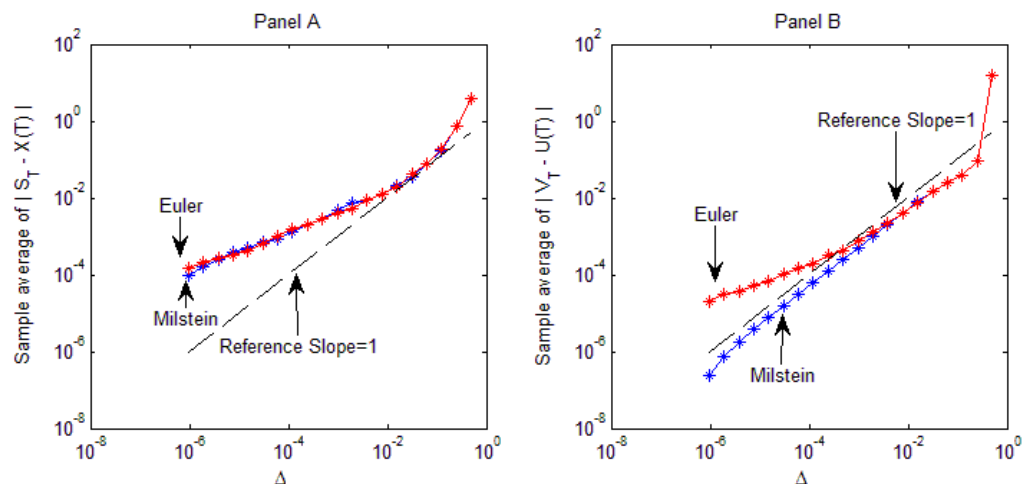 Panel A
Sample average of | S_T - X(T) |
10^2
10^0
10^-2
10^-4
10^-6
10^-8
Euler
Milstein
Reference Slope=1
10^-8
10^-6
10^-4
10^-2
10^0
Δ
Panel B
Sample average of | V_T - U(T) |
10^2
10^0
10^-2
10^-4
10^-6
10^-8
Reference Slope=1
Euler
Milstein
10^-8
10^-6
10^-4
10^-2
10^0
Δ